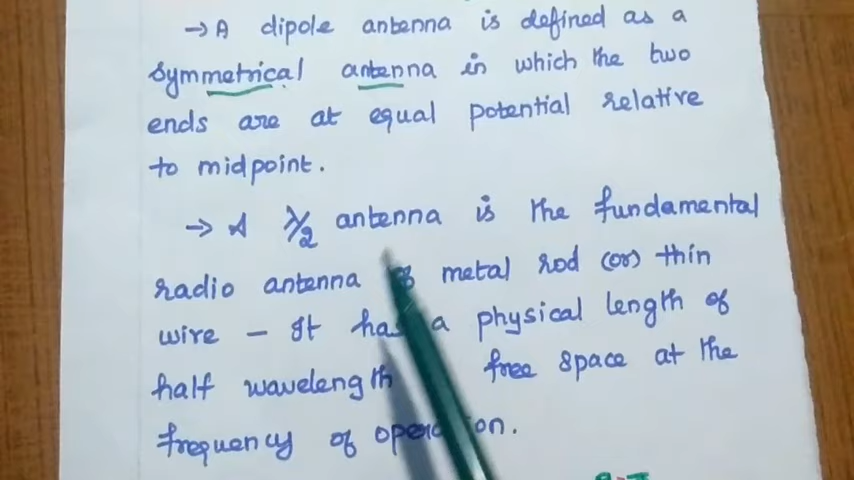 → A dipole antenna is defined as a
symmetrical antenna in which the two
ends are at equal potential relative
to midpoint.
→ A λ/2 antenna is the fundamental
radio antenna of metal rod (or) thin
wire - It has a physical length of
half wavelength free space at the
frequency of operation.